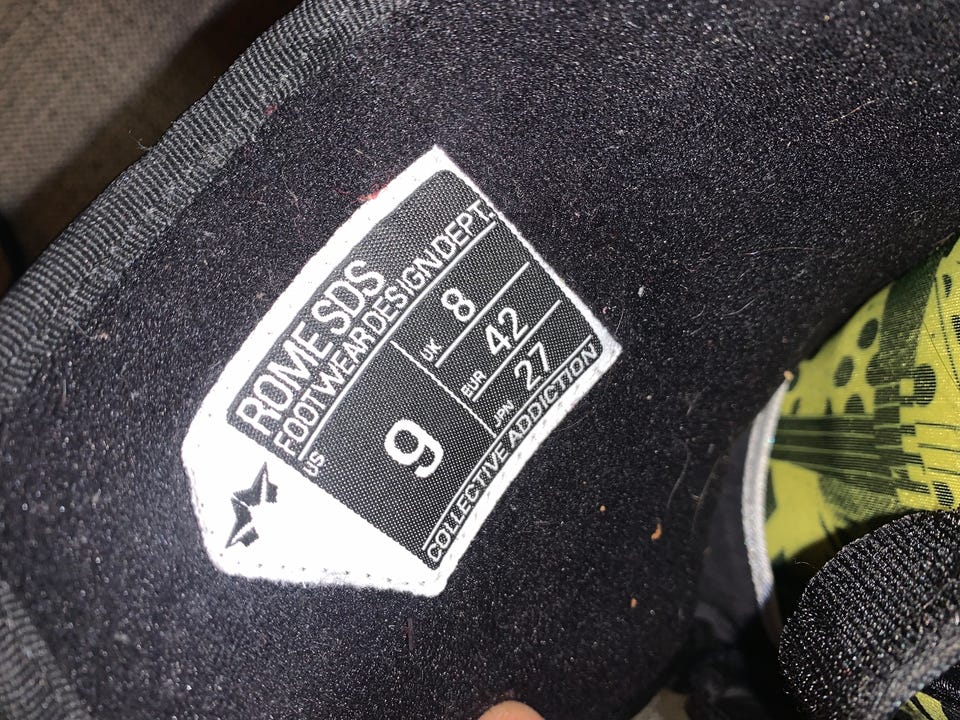 ROME SDS
FOOTWEAR DESIGN/DEPT.
US 9
UK 8
EUR 42
JPN 27
COLLECTIVE ADDICTION